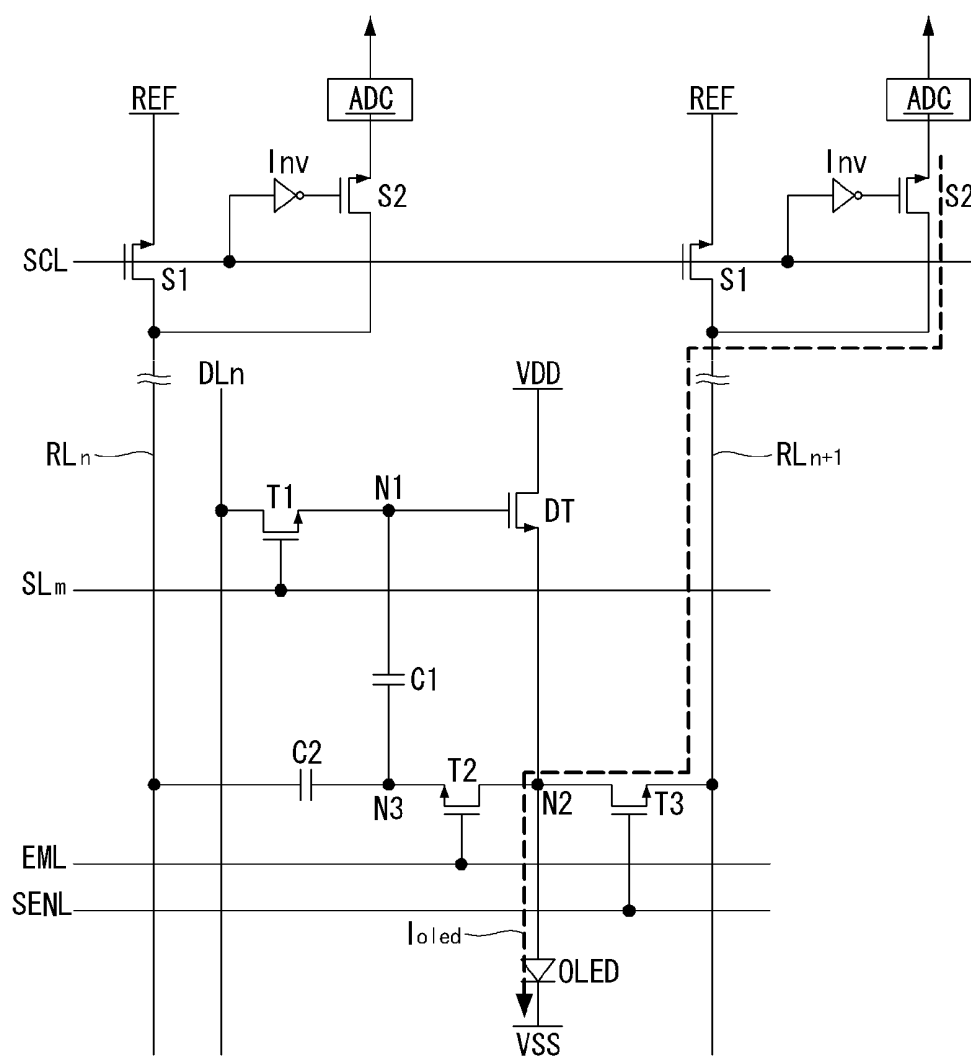 REF
ADC
REF
ADC
Inv
S2
Inv
S2
SCL
S1
S1
DLn
VDD
RLn
RLn+1
T1
N1
DT
SLm
C1
C2
T2
N3
N2
T3
EML
SENL
Ioled
OLED
VSS